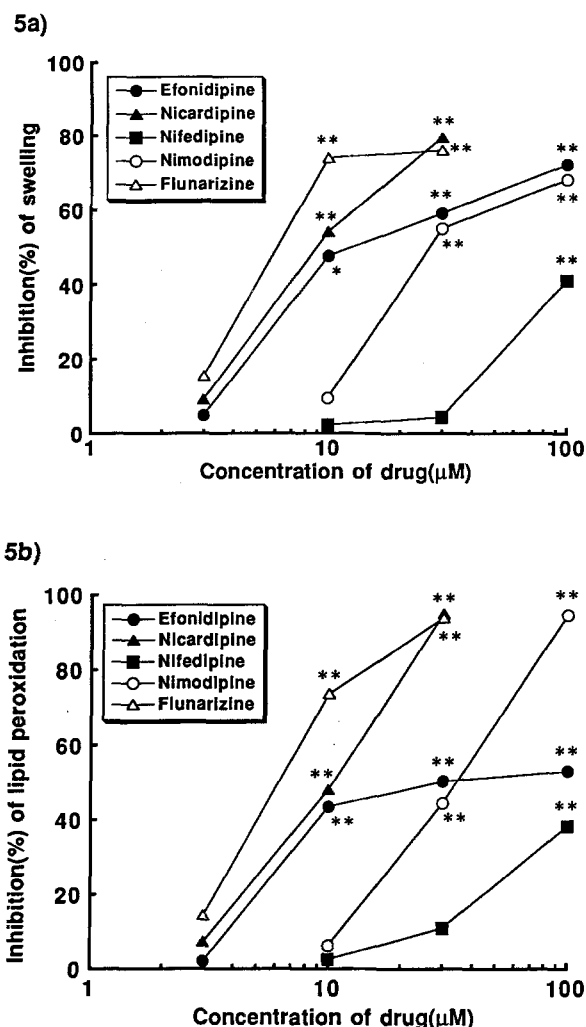 5a)
100
80
60
40
20
0
Inhibition(%) of swelling
Efonidipine
Nicardipine
Nifedipine
Nimodipine
Flunarizine
**
**
**
**
**
**
**
*
**
**
**
1
10
100
Concentration of drug(μM)
5b)
100
80
60
40
20
0
Inhibition(%) of lipid peroxidation
Efonidipine
Nicardipine
Nifedipine
Nimodipine
Flunarizine
**
**
**
**
**
**
**
**
**
**
**
1
10
100
Concentration of drug(μM)